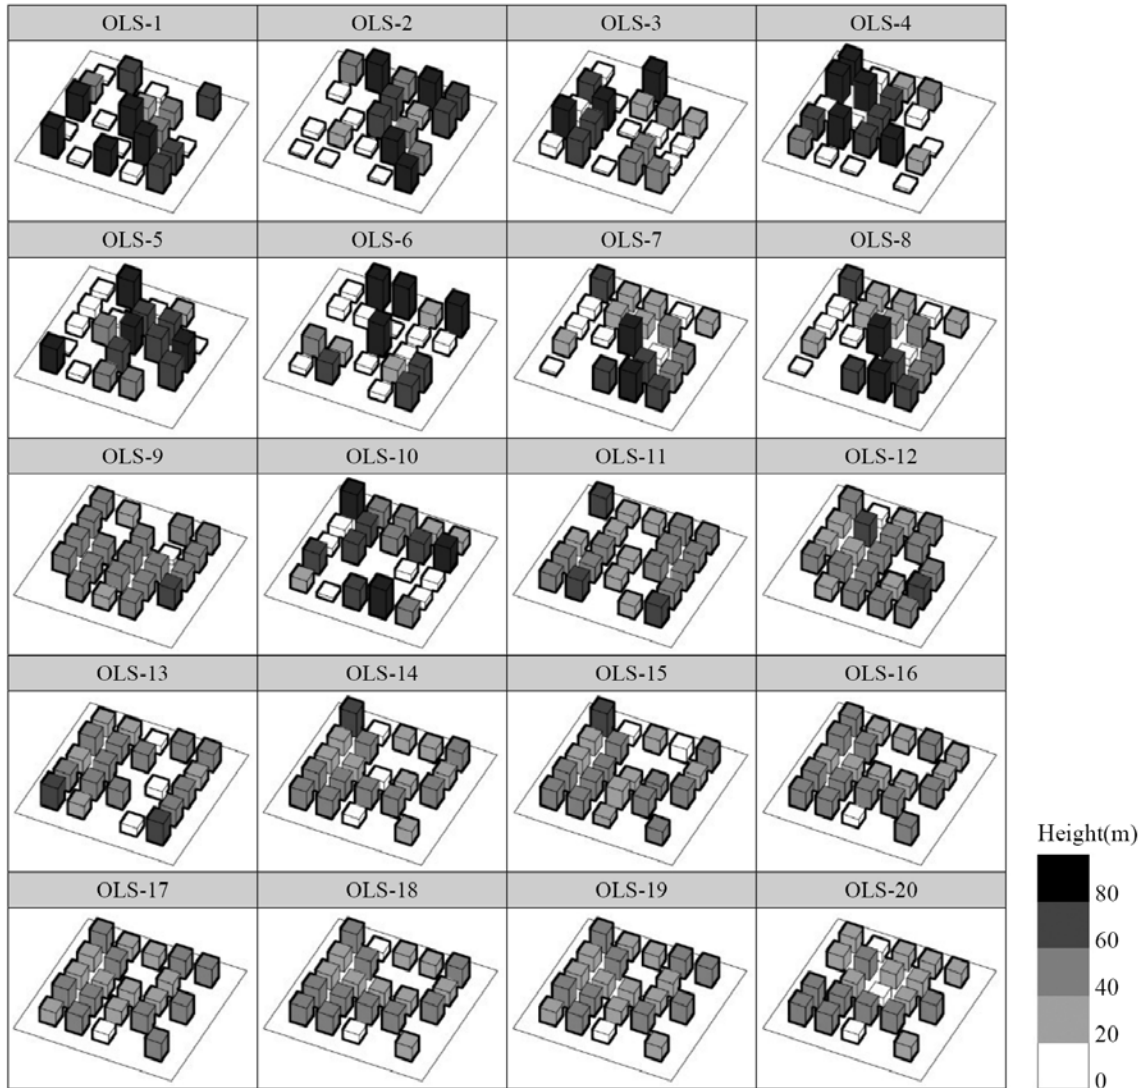 OLS-1 OLS-2 OLS-3 OLS-4
OLS-5 OLS-6 OLS-7 OLS-8
OLS-9 OLS-10 OLS-11 OLS-12
OLS-13 OLS-14 OLS-15 OLS-16
OLS-17 OLS-18 OLS-19 OLS-20
Height(m)
80
60
40
20
0